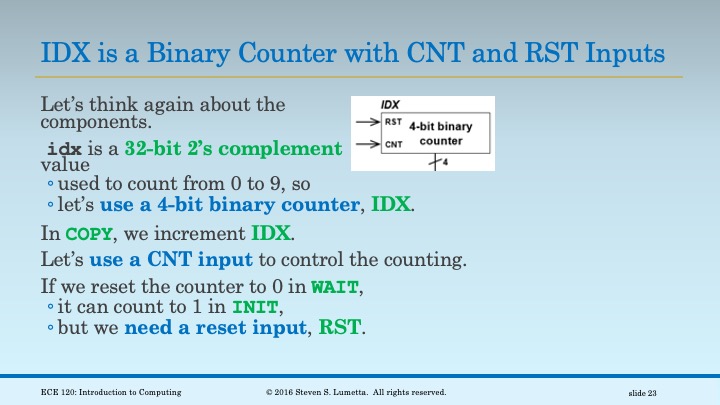 IDX is a Binary Counter with CNT and RST Inputs
Let's think again about the
components.
idx is a 32-bit 2's complement
value
◦ used to count from 0 to 9, so
◦ let's use a 4-bit binary counter, IDX.
In COPY, we increment IDX.
Let's use a CNT input to control the counting.
If we reset the counter to 0 in WAIT,
◦ it can count to 1 in INIT,
◦ but we need a reset input, RST.
IDX
RST
4-bit binary
counter
CNT
4
ECE 120: Introduction to Computing
© 2016 Steven S. Lumetta. All rights reserved.
slide 23